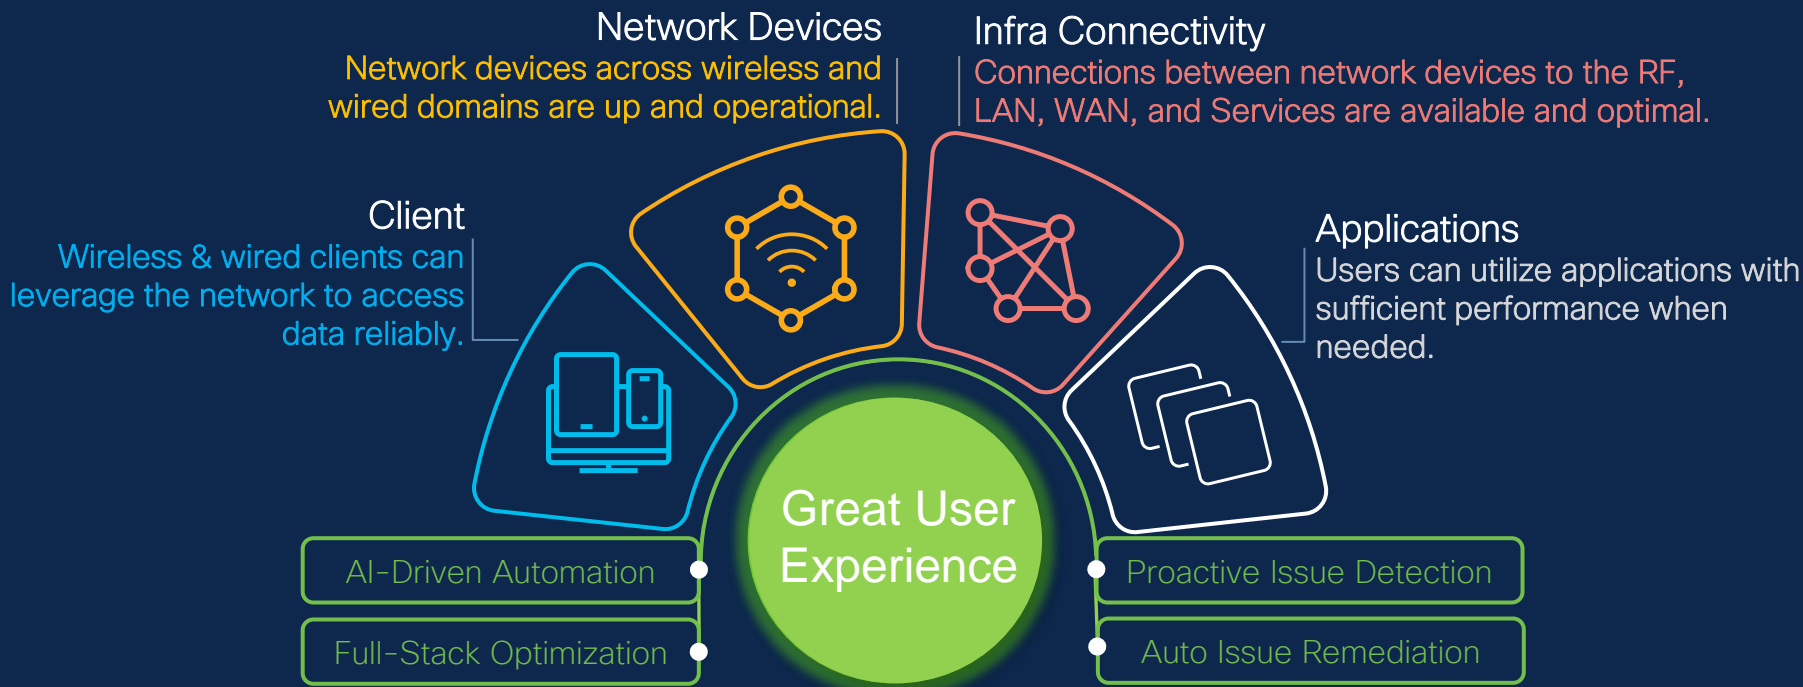 Network Devices
Network devices across wireless and
wired domains are up and operational.
Infra Connectivity
Connections between network devices to the RF,
LAN, WAN, and Services are available and optimal.
Client
Wireless & wired clients can
leverage the network to access
data reliably.
Applications
Users can utilize applications with
sufficient performance when
needed.
Great User
Experience
AI-Driven Automation
Full-Stack Optimization
Proactive Issue Detection
Auto Issue Remediation